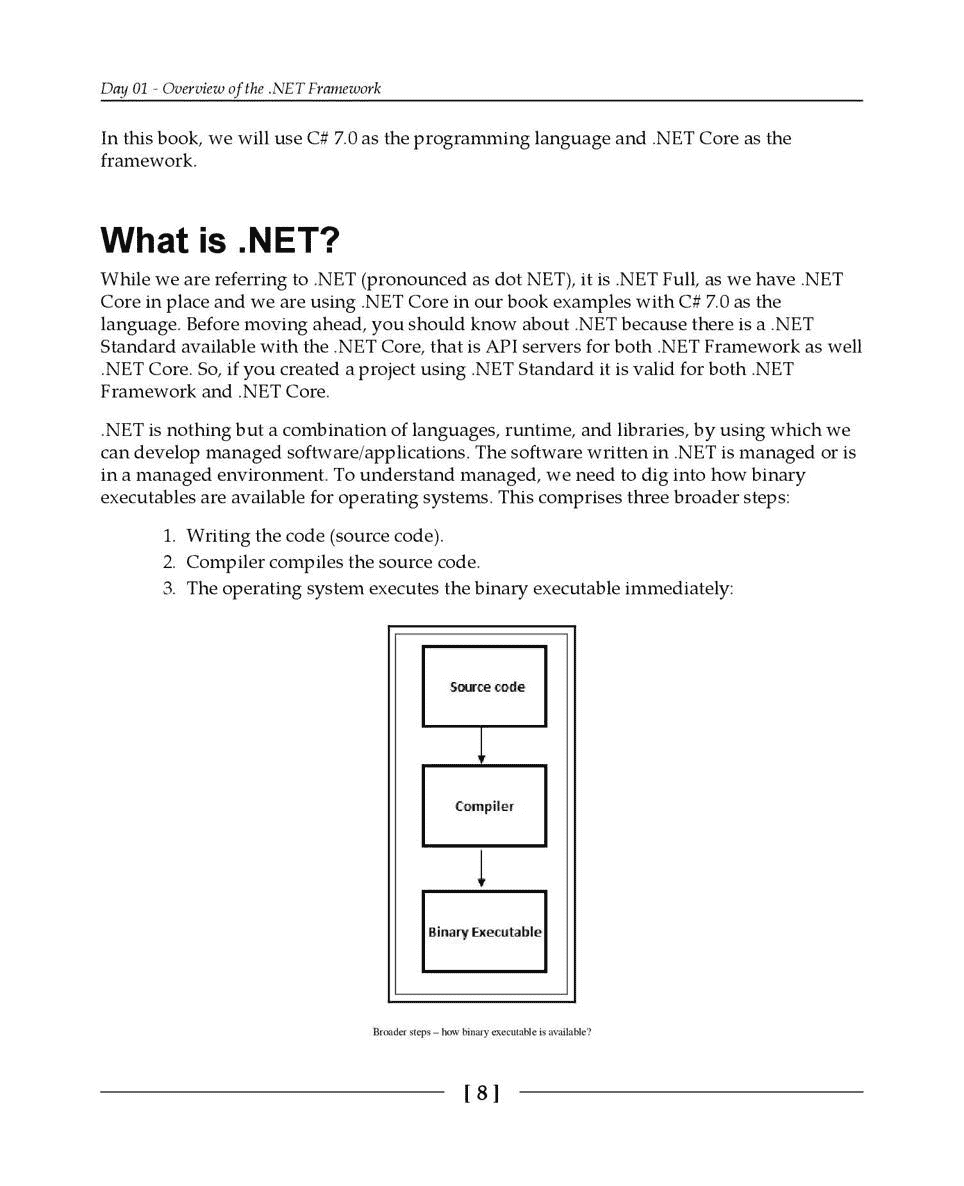 Day 01 - Overview of the .NET Framework
In this book, we will use C# 7.0 as the programming language and .NET Core as the
framework.
What is .NET?
While we are referring to .NET (pronounced as dot NET), it is .NET Full, as we have .NET
Core in place and we are using .NET Core in our book examples with C# 7.0 as the
language. Before moving ahead, you should know about .NET because there is a .NET
Standard available with the .NET Core, that is API servers for both .NET Framework as well
.NET Core. So, if you created a project using .NET Standard it is valid for both .NET
Framework and .NET Core.
.NET is nothing but a combination of languages, runtime, and libraries, by using which we
can develop managed software/applications. The software written in .NET is managed or is
in a managed environment. To understand managed, we need to dig into how binary
executables are available for operating systems. This comprises three broader steps:
1. Writing the code (source code).
2. Compiler compiles the source code.
3. The operating system executes the binary executable immediately:
Source code
Compiler
Binary Executable
Broader steps – how binary executable is available?
[ 8 ]